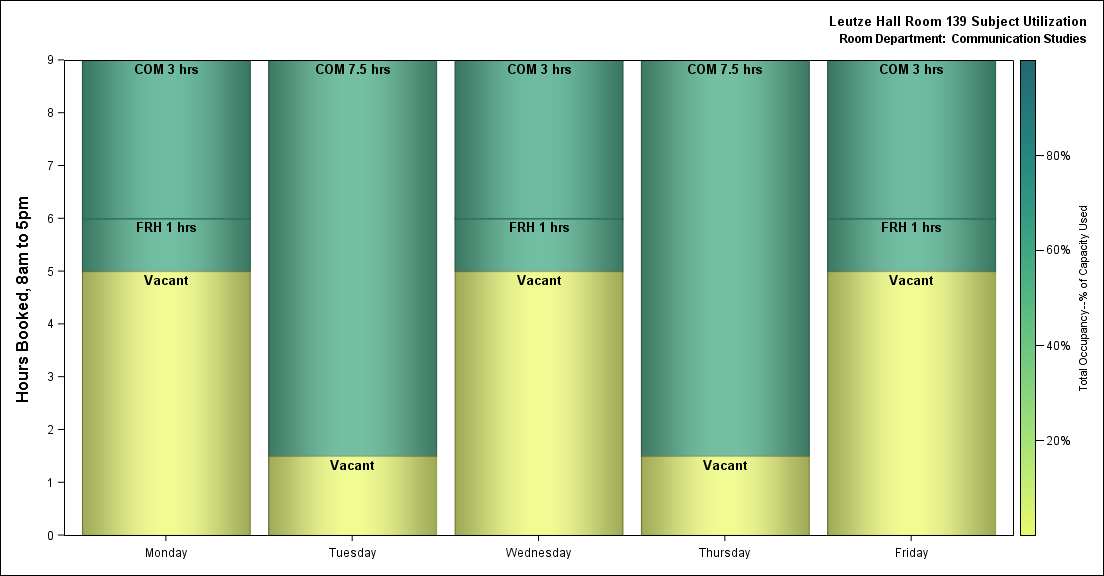 Leutze Hall Room 139 Subject Utilization
Room Department: Communication Studies
Hours Booked, 8am to 5pm
9
8
7
6
5
4
3
2
1
0
COM 3 hrs
FRH 1 hrs
Vacant
COM 7.5 hrs
Vacant
COM 3 hrs
FRH 1 hrs
Vacant
COM 7.5 hrs
Vacant
COM 3 hrs
FRH 1 hrs
Vacant
Monday
Tuesday
Wednesday
Thursday
Friday
80%
60%
40%
20%
Total Occupancy--% of Capacity Used